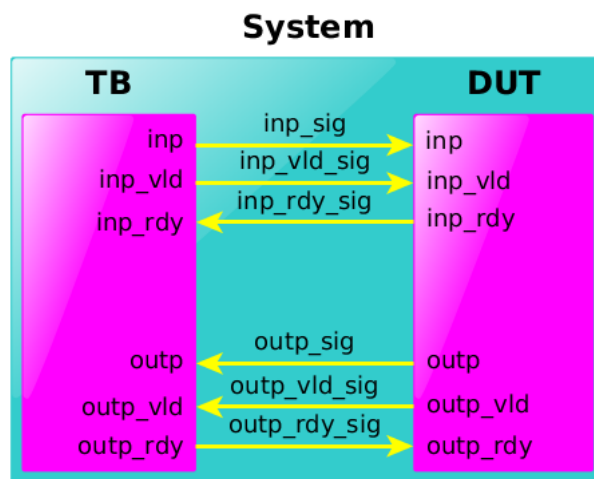 System
TB DUT
inp inp_sig inp
inp_vld inp_vld_sig inp_vld
inp_rdy inp_rdy_sig inp_rdy
outp outp_sig outp
outp_vld outp_vld_sig outp_vld
outp_rdy outp_rdy_sig outp_rdy